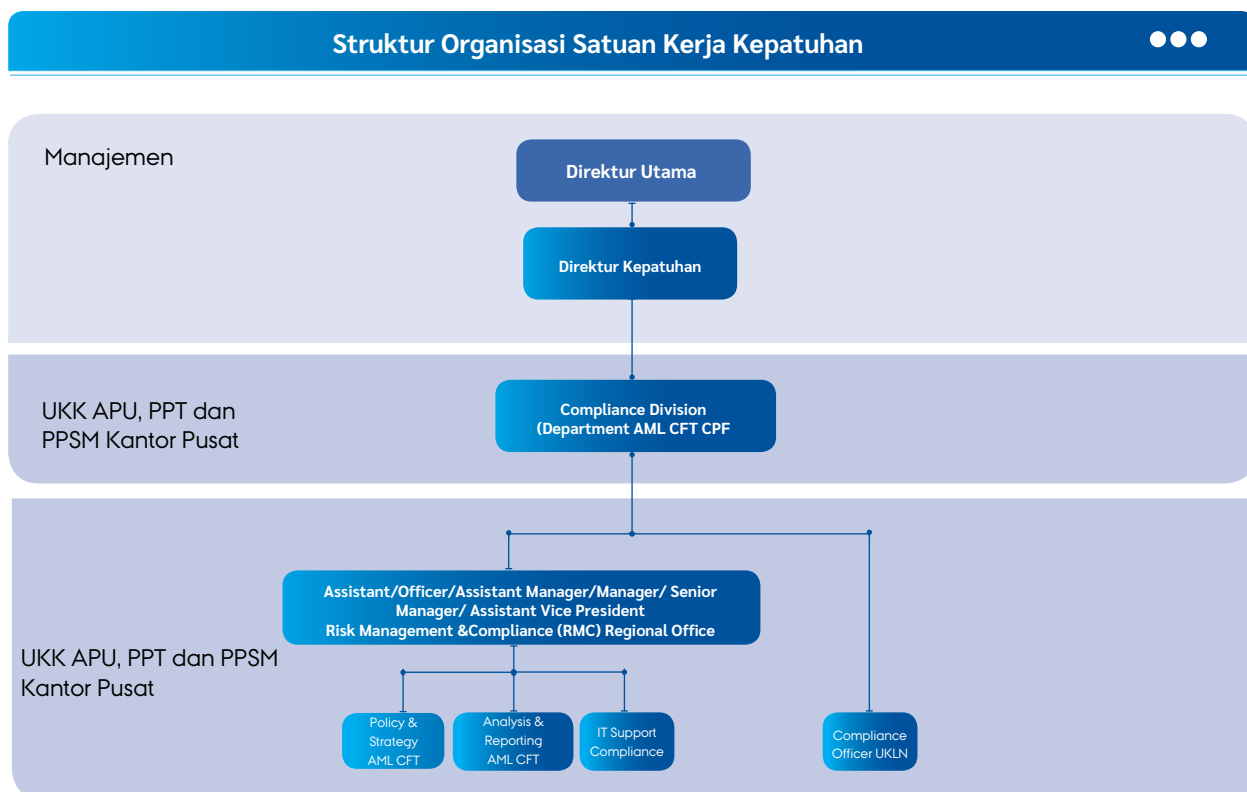 Struktur Organisasi Satuan Kerja Kepatuhan
Manajemen
Direktur Utama
Direktur Kepatuhan
UKK APU, PPT dan
PPSM Kantor Pusat
Compliance Division
(Department AML CFT CPF
Assistant/Officer/Assistant Manager/Manager/ Senior
Manager/ Assistant Vice President
Risk Management &Compliance (RMC) Regional Office
UKK APU, PPT dan PPSM
Kantor Pusat
Policy &
Strategy
AML CFT
Analysis &
Reporting
AML CFT
IT Support
Compliance
Compliance
Officer UKLN